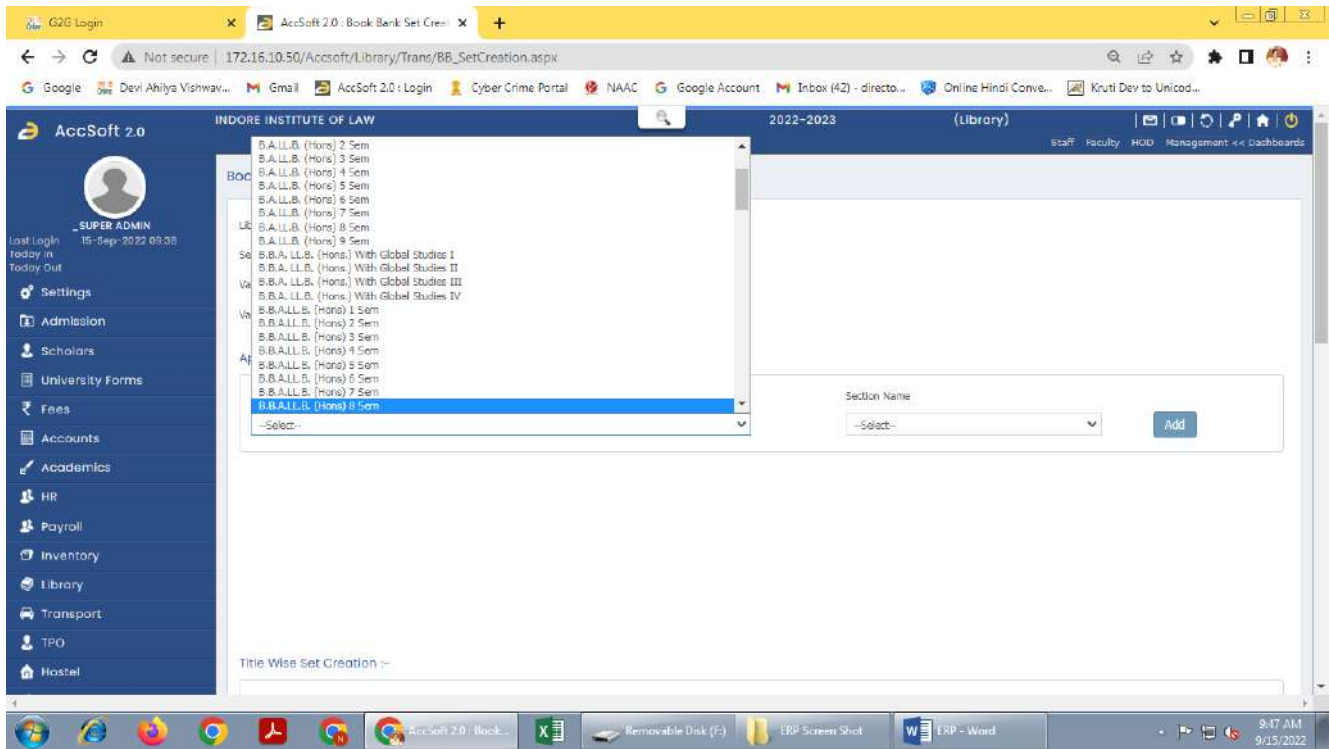 G2G Login
AccSoft 2.0 : Book Bank Set Crea
Not secure | 172.16.10.50/Accsoft/Library/Trans/BB_SetCreation.aspx
Google Devi Ahilya Vishwav... Gmail AccSoft 2.0 : Login Cyber Crime Portal NAAC Google Account Inbox (42) - directo... Online Hindi Conve... Kruti Dev to Unicod...
AccSoft 2.0
INDORE INSTITUTE OF LAW 2022-2023 (Library)
Staff Faculty HOD Management << Dashboards
_SUPER ADMIN
Last Login 15-Sep-2022 09:38
Today In
Today Out
Settings
Admission
Scholars
University Forms
Fees
Accounts
Academics
HR
Payroll
Inventory
Library
Transport
TPO
Hostel
Boo
B.A.LL.B. (Hons) 2 Sem
B.A.LL.B. (Hons) 3 Sem
B.A.LL.B. (Hons) 4 Sem
B.A.LL.B. (Hons) 5 Sem
B.A.LL.B. (Hons) 6 Sem
B.A.LL.B. (Hons) 7 Sem
B.A.LL.B. (Hons) 8 Sem
B.A.LL.B. (Hons) 9 Sem
B.B.A. LL.B. (Hons.) With Global Studies I
B.B.A. LL.B. (Hons.) With Global Studies II
B.B.A. LL.B. (Hons.) With Global Studies III
B.B.A. LL.B. (Hons.) With Global Studies IV
B.B.A.LL.B. (Hons) 1 Sem
B.B.A.LL.B. (Hons) 2 Sem
B.B.A.LL.B. (Hons) 3 Sem
B.B.A.LL.B. (Hons) 4 Sem
B.B.A.LL.B. (Hons) 5 Sem
B.B.A.LL.B. (Hons) 6 Sem
B.B.A.LL.B. (Hons) 7 Sem
B.B.A.LL.B. (Hons) 8 Sem
--Select--
Section Name
--Select--
Add
Title Wise Set Creation :-
AccSoft 2.0 : Book... Removable Disk (F:) ERP Screen Shot ERP - Word
9:47 AM
9/15/2022